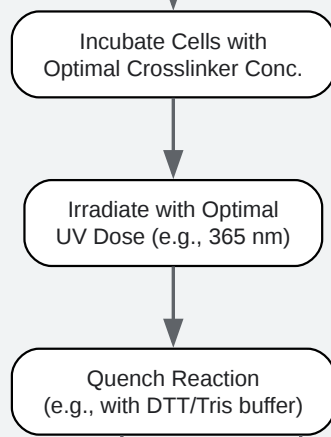 Incubate Cells with
Optimal Crosslinker Conc.
Irradiate with Optimal
UV Dose (e.g., 365 nm)
Quench Reaction
(e.g., with DTT/Tris buffer)